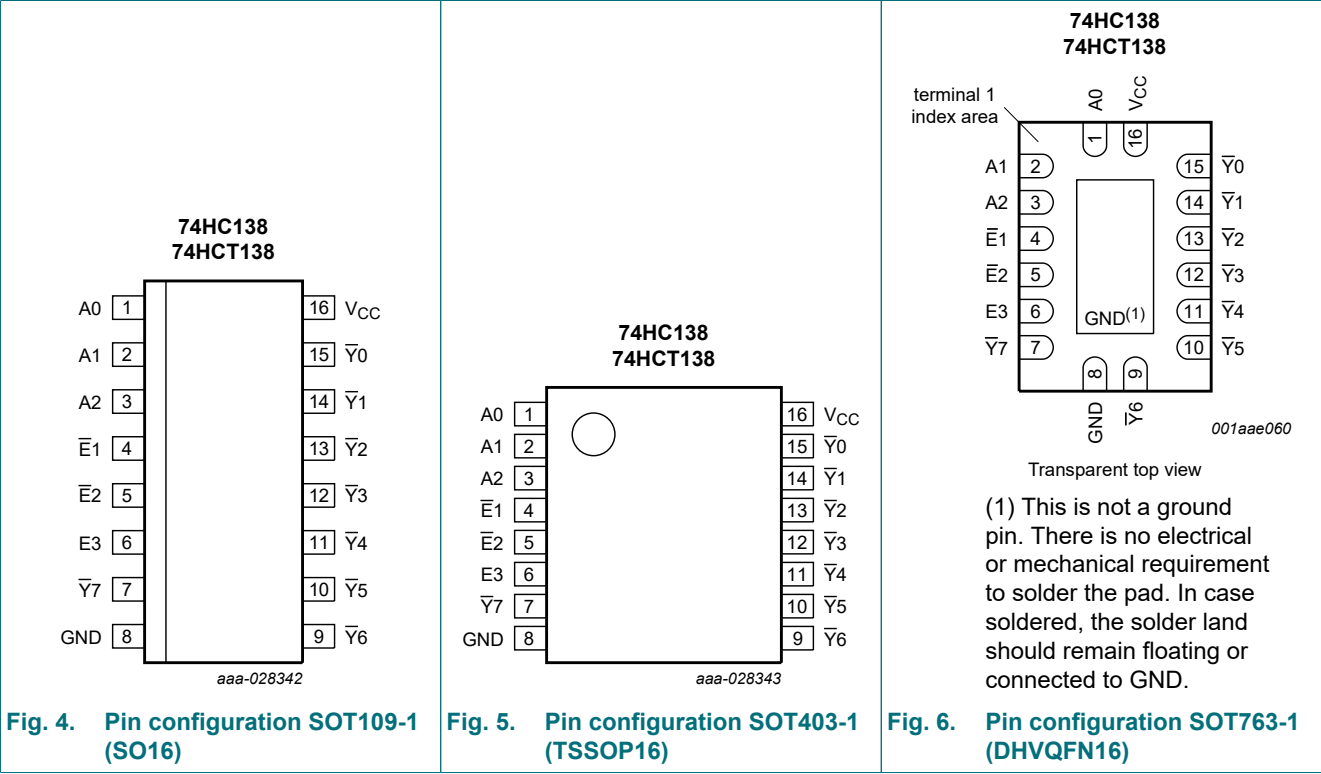 74HC138
74HCT138
A0 1
16 VCC
A1 2
15 Y̅0
A2 3
14 Y̅1
E̅1 4
13 Y̅2
E̅2 5
12 Y̅3
E3 6
11 Y̅4
Y̅7 7
10 Y̅5
GND 8
9 Y̅6
aaa-028342
Fig. 4. Pin configuration SOT109-1
(SO16)
74HC138
74HCT138
A0 1
16 VCC
A1 2
15 Y̅0
A2 3
14 Y̅1
E̅1 4
13 Y̅2
E̅2 5
12 Y̅3
E3 6
11 Y̅4
Y̅7 7
10 Y̅5
GND 8
9 Y̅6
aaa-028343
Fig. 5. Pin configuration SOT403-1
(TSSOP16)
74HC138
74HCT138
terminal 1
index area
A0
VCC
1
16
A1 2
15 Y̅0
A2 3
14 Y̅1
E̅1 4
13 Y̅2
E̅2 5
12 Y̅3
E3 6
GND(1)
11 Y̅4
Y̅7 7
10 Y̅5
8
9
GND
Y̅6
001aae060
Transparent top view
(1) This is not a ground
pin. There is no electrical
or mechanical requirement
to solder the pad. In case
soldered, the solder land
should remain floating or
connected to GND.
Fig. 6. Pin configuration SOT763-1
(DHVQFN16)